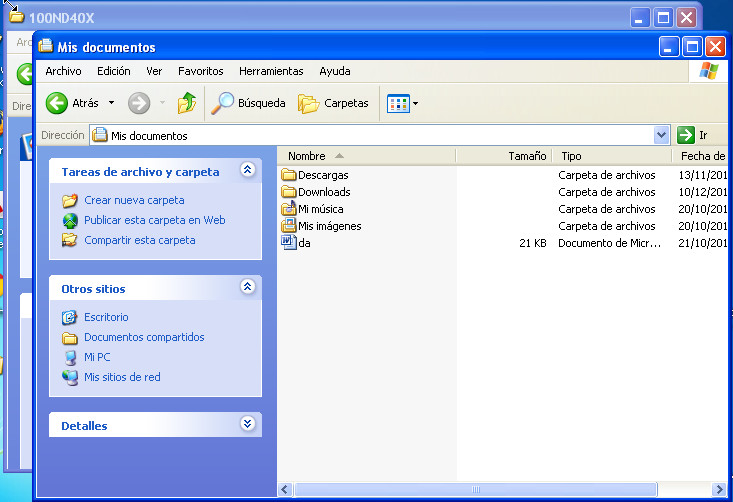 100ND40X
Mis documentos
Archivo Edición Ver Favoritos Herramientas Ayuda
Atrás Búsqueda Carpetas
Dirección Mis documentos Ir
Tareas de archivo y carpeta
Crear nueva carpeta
Publicar esta carpeta en Web
Compartir esta carpeta
Otros sitios
Escritorio
Documentos compartidos
Mi PC
Mis sitios de red
Detalles
Nombre Tamaño Tipo Fecha de
Descargas Carpeta de archivos 13/11/201
Downloads Carpeta de archivos 10/12/201
Mi música Carpeta de archivos 20/10/201
Mis imágenes Carpeta de archivos 20/10/201
da 21 KB Documento de Micr... 21/10/201